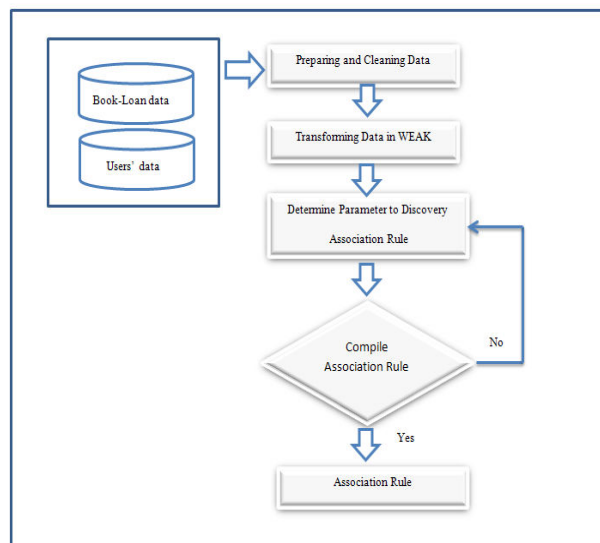 Book-Loan data
Users' data
Preparing and Cleaning Data
Transforming Data in WEAK
Determine Parameter to Discovery
Association Rule
Compile
Association Rule
No
Yes
Association Rule